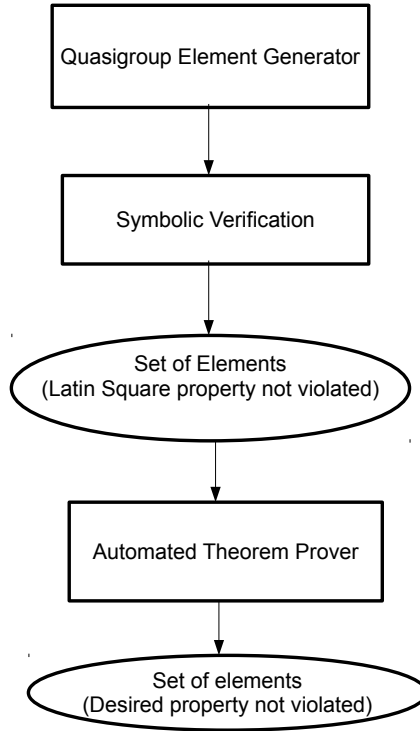 Quasigroup Element Generator
Symbolic Verification
Set of Elements
(Latin Square property not violated)
Automated Theorem Prover
Set of elements
(Desired property not violated)